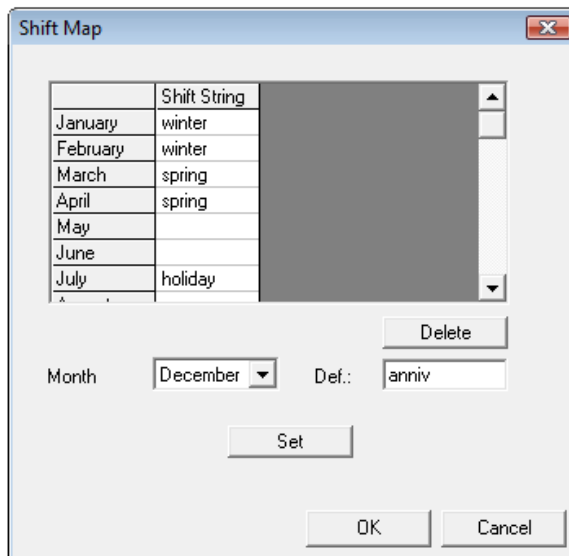 Shift Map
Shift String
January winter
February winter
March spring
April spring
May
June
July holiday
Delete
Month December Def.: anniv
Set
OK Cancel